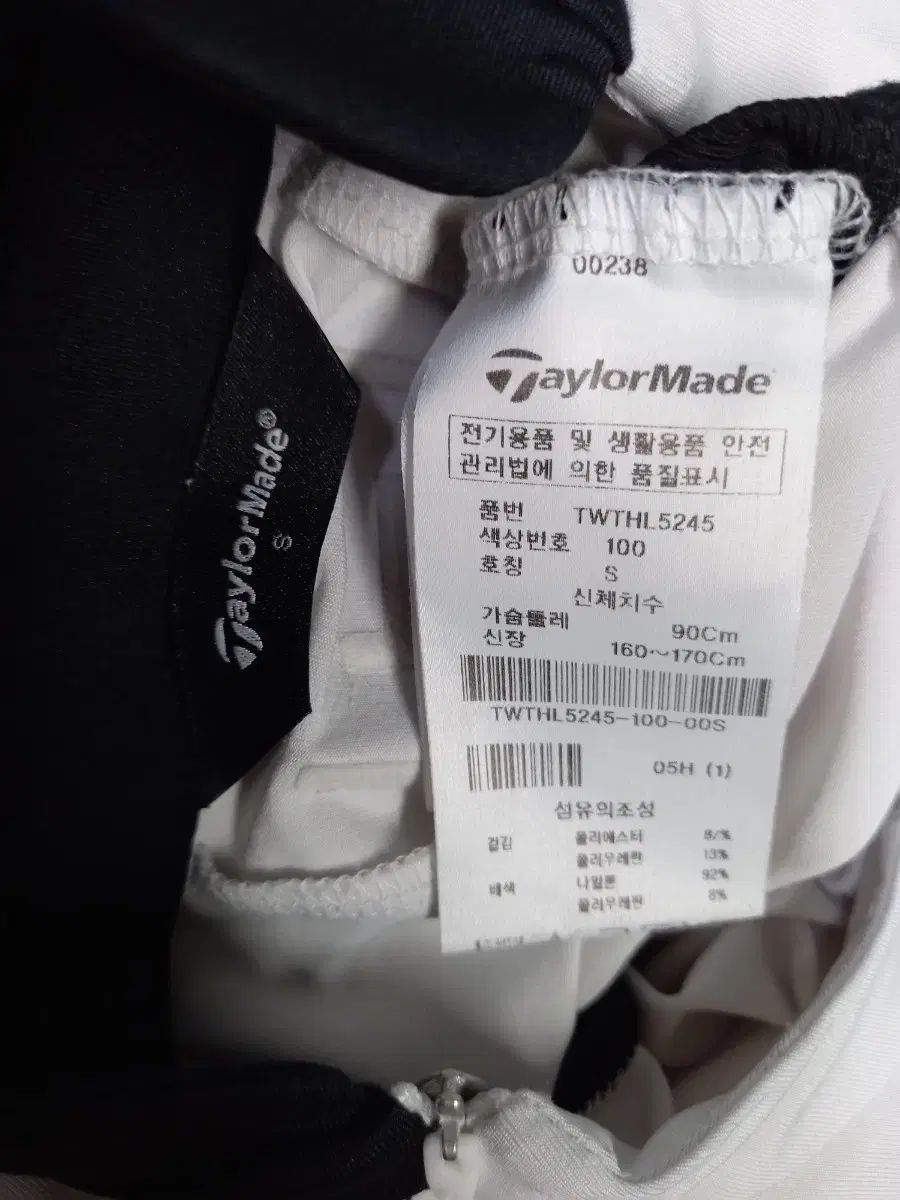 00238
TaylorMade
전기용품 및 생활용품 안전
관리법에 의한 품질표시
품번 TWTHL5245
색상번호 100
호칭 S
신체치수
가슴둘레 90Cm
신장 160~170Cm
TWTHL5245-100-00S
05H (1)
섬유의조성
겉감 폴리에스터 87%
폴리우레탄 13%
배색 나일론 92%
폴리우레탄 8%
TaylorMade®
S